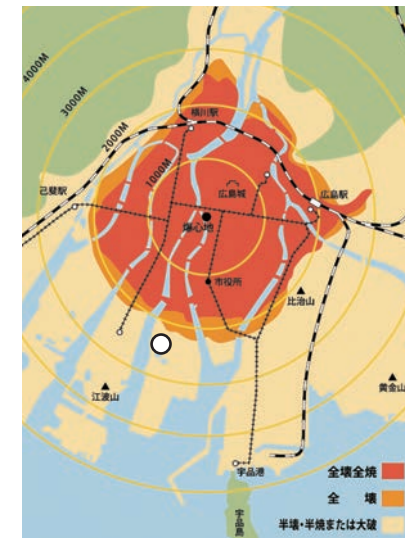 4000M
3000M
2000M
1000M
横川駅
己斐駅
広島城
広島駅
爆心地
市役所
比治山
江波山
黄金山
宇品港
宇品島
全壊全焼
全 壊
半壊・半焼または大破